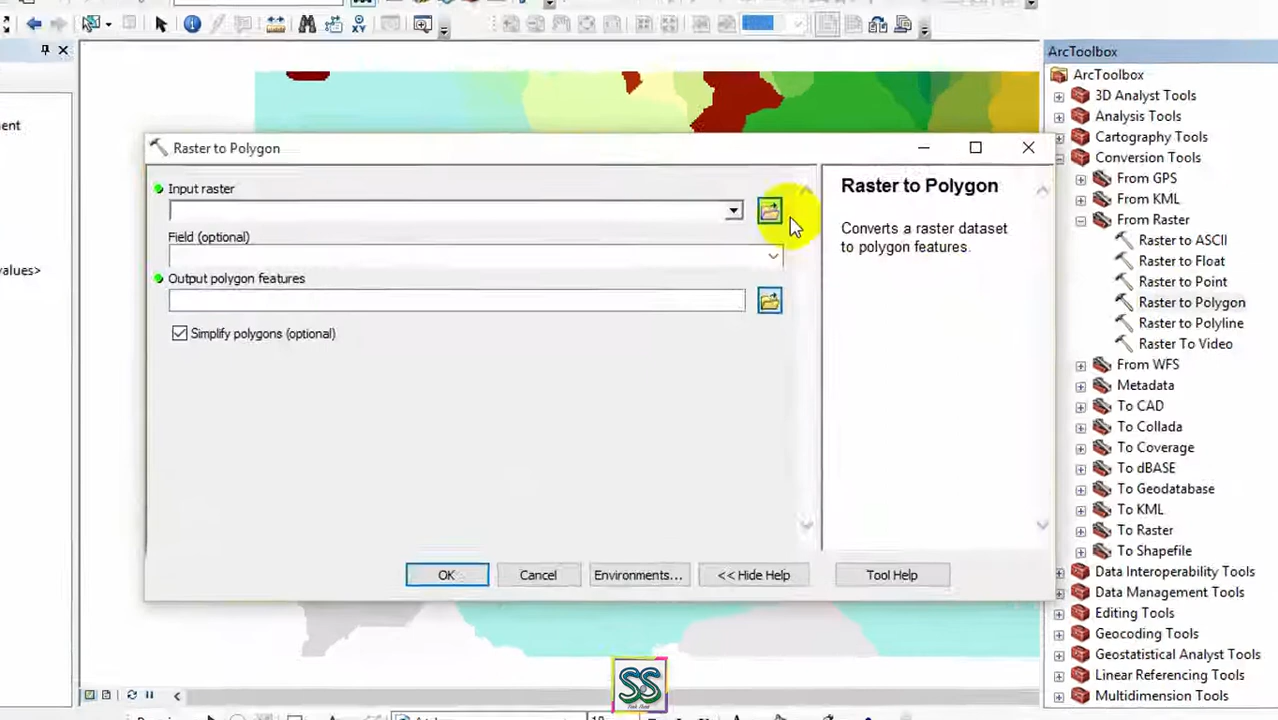 ArcToolbox
ArcToolbox
3D Analyst Tools
Analysis Tools
Cartography Tools
Conversion Tools
From GPS
From KML
From Raster
Raster to ASCII
Raster to Float
Raster to Point
Raster to Polygon
Raster to Polyline
Raster To Video
From WFS
Metadata
To CAD
To Collada
To Coverage
To dBASE
To Geodatabase
To KML
To Raster
To Shapefile
Data Interoperability Tools
Data Management Tools
Editing Tools
Geocoding Tools
Geostatistical Analyst Tools
Linear Referencing Tools
Multidimension Tools
Raster to Polygon
Input raster
Field (optional)
Output polygon features
Simplify polygons (optional)
OK
Cancel
Environments...
<< Hide Help
Tool Help
Raster to Polygon
Converts a raster dataset
to polygon features.
values>
SS